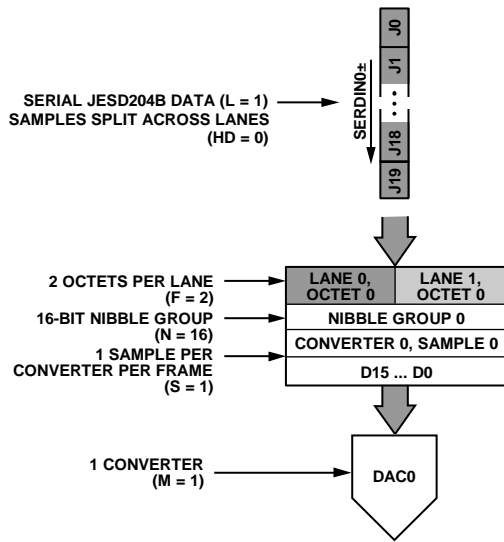 J0
J1
SERDIN0±
J18
J19
SERIAL JESD204B DATA (L = 1)
SAMPLES SPLIT ACROSS LANES
(HD = 0)
2 OCTETS PER LANE
(F = 2)
LANE 0,
OCTET 0
LANE 1,
OCTET 0
16-BIT NIBBLE GROUP
(N = 16)
NIBBLE GROUP 0
1 SAMPLE PER
CONVERTER PER FRAME
(S = 1)
CONVERTER 0, SAMPLE 0
D15 ... D0
1 CONVERTER
(M = 1)
DAC0